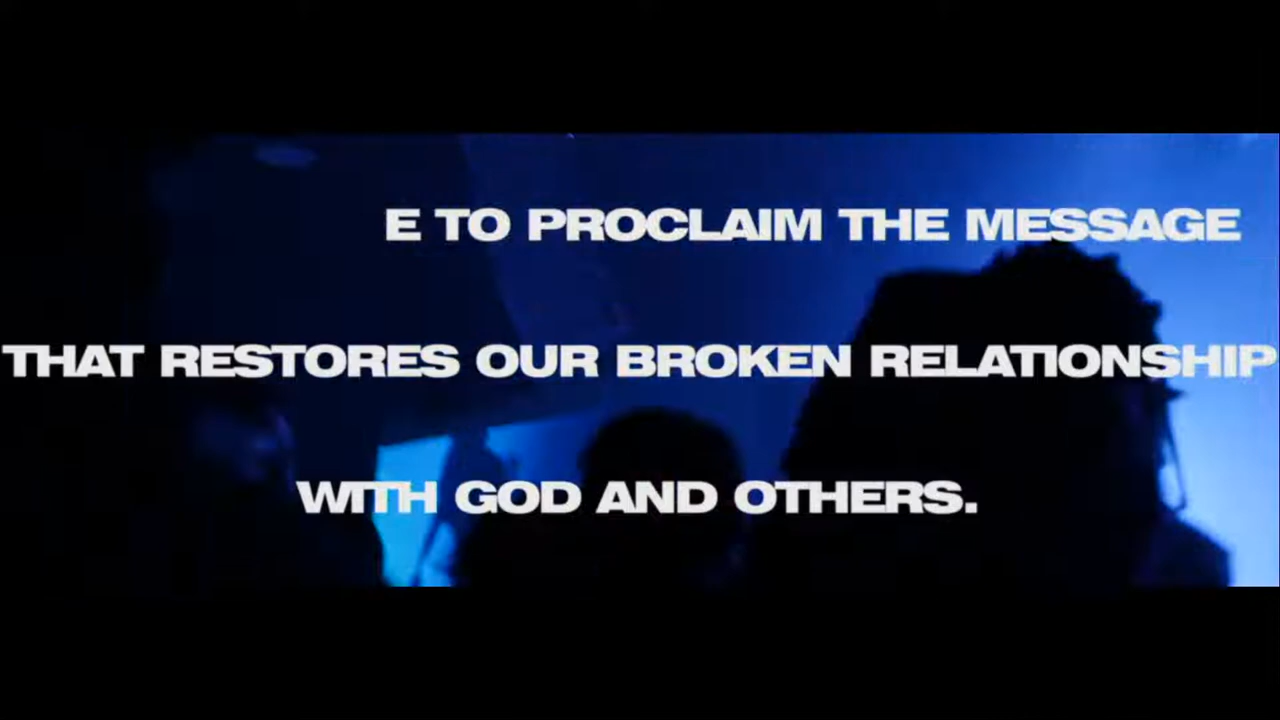 E TO PROCLAIM THE MESSAGE
THAT RESTORES OUR BROKEN RELATIONSHIP
WITH GOD AND OTHERS.